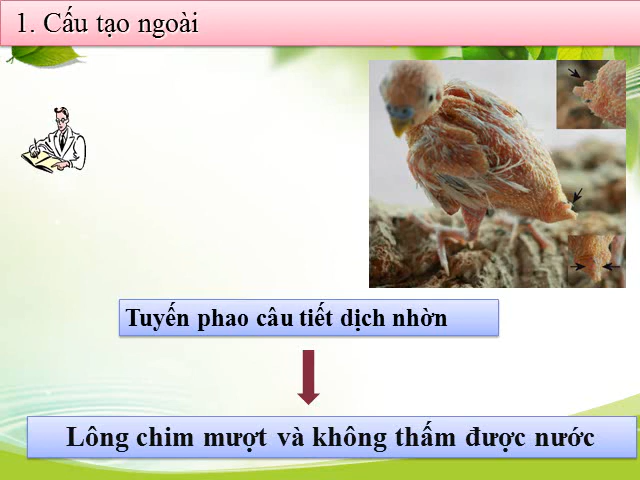 1. Cấu tạo ngoài
Tuyến phao câu tiết dịch nhờn
Lông chim mượt và không thấm được nước